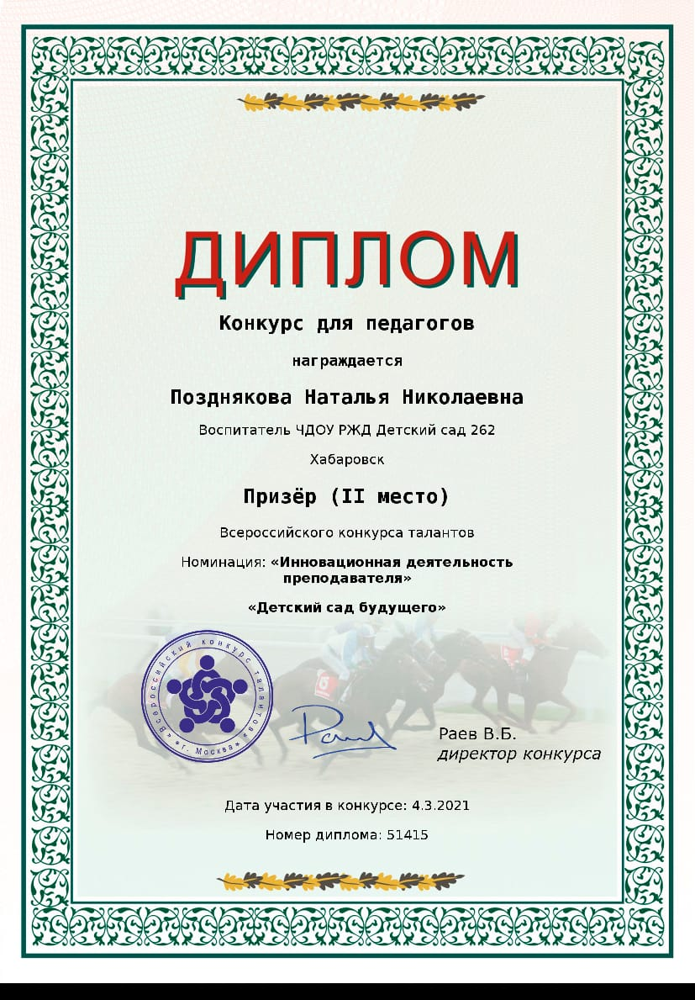 ДИПЛОМ
Конкурс для педагогов
награждается
Позднякова Наталья Николаевна
Воспитатель ЧДОУ РЖД Детский сад 262
Хабаровск
Призёр (II место)
Всероссийского конкурса талантов
Номинация: «Инновационная деятельность
преподавателя»
«Детский сад будущего»
«Всероссийский конкурс талантов»
* г. Москва *
Раев В.Б.
директор конкурса
Дата участия в конкурсе: 4.3.2021
Номер диплома: 51415